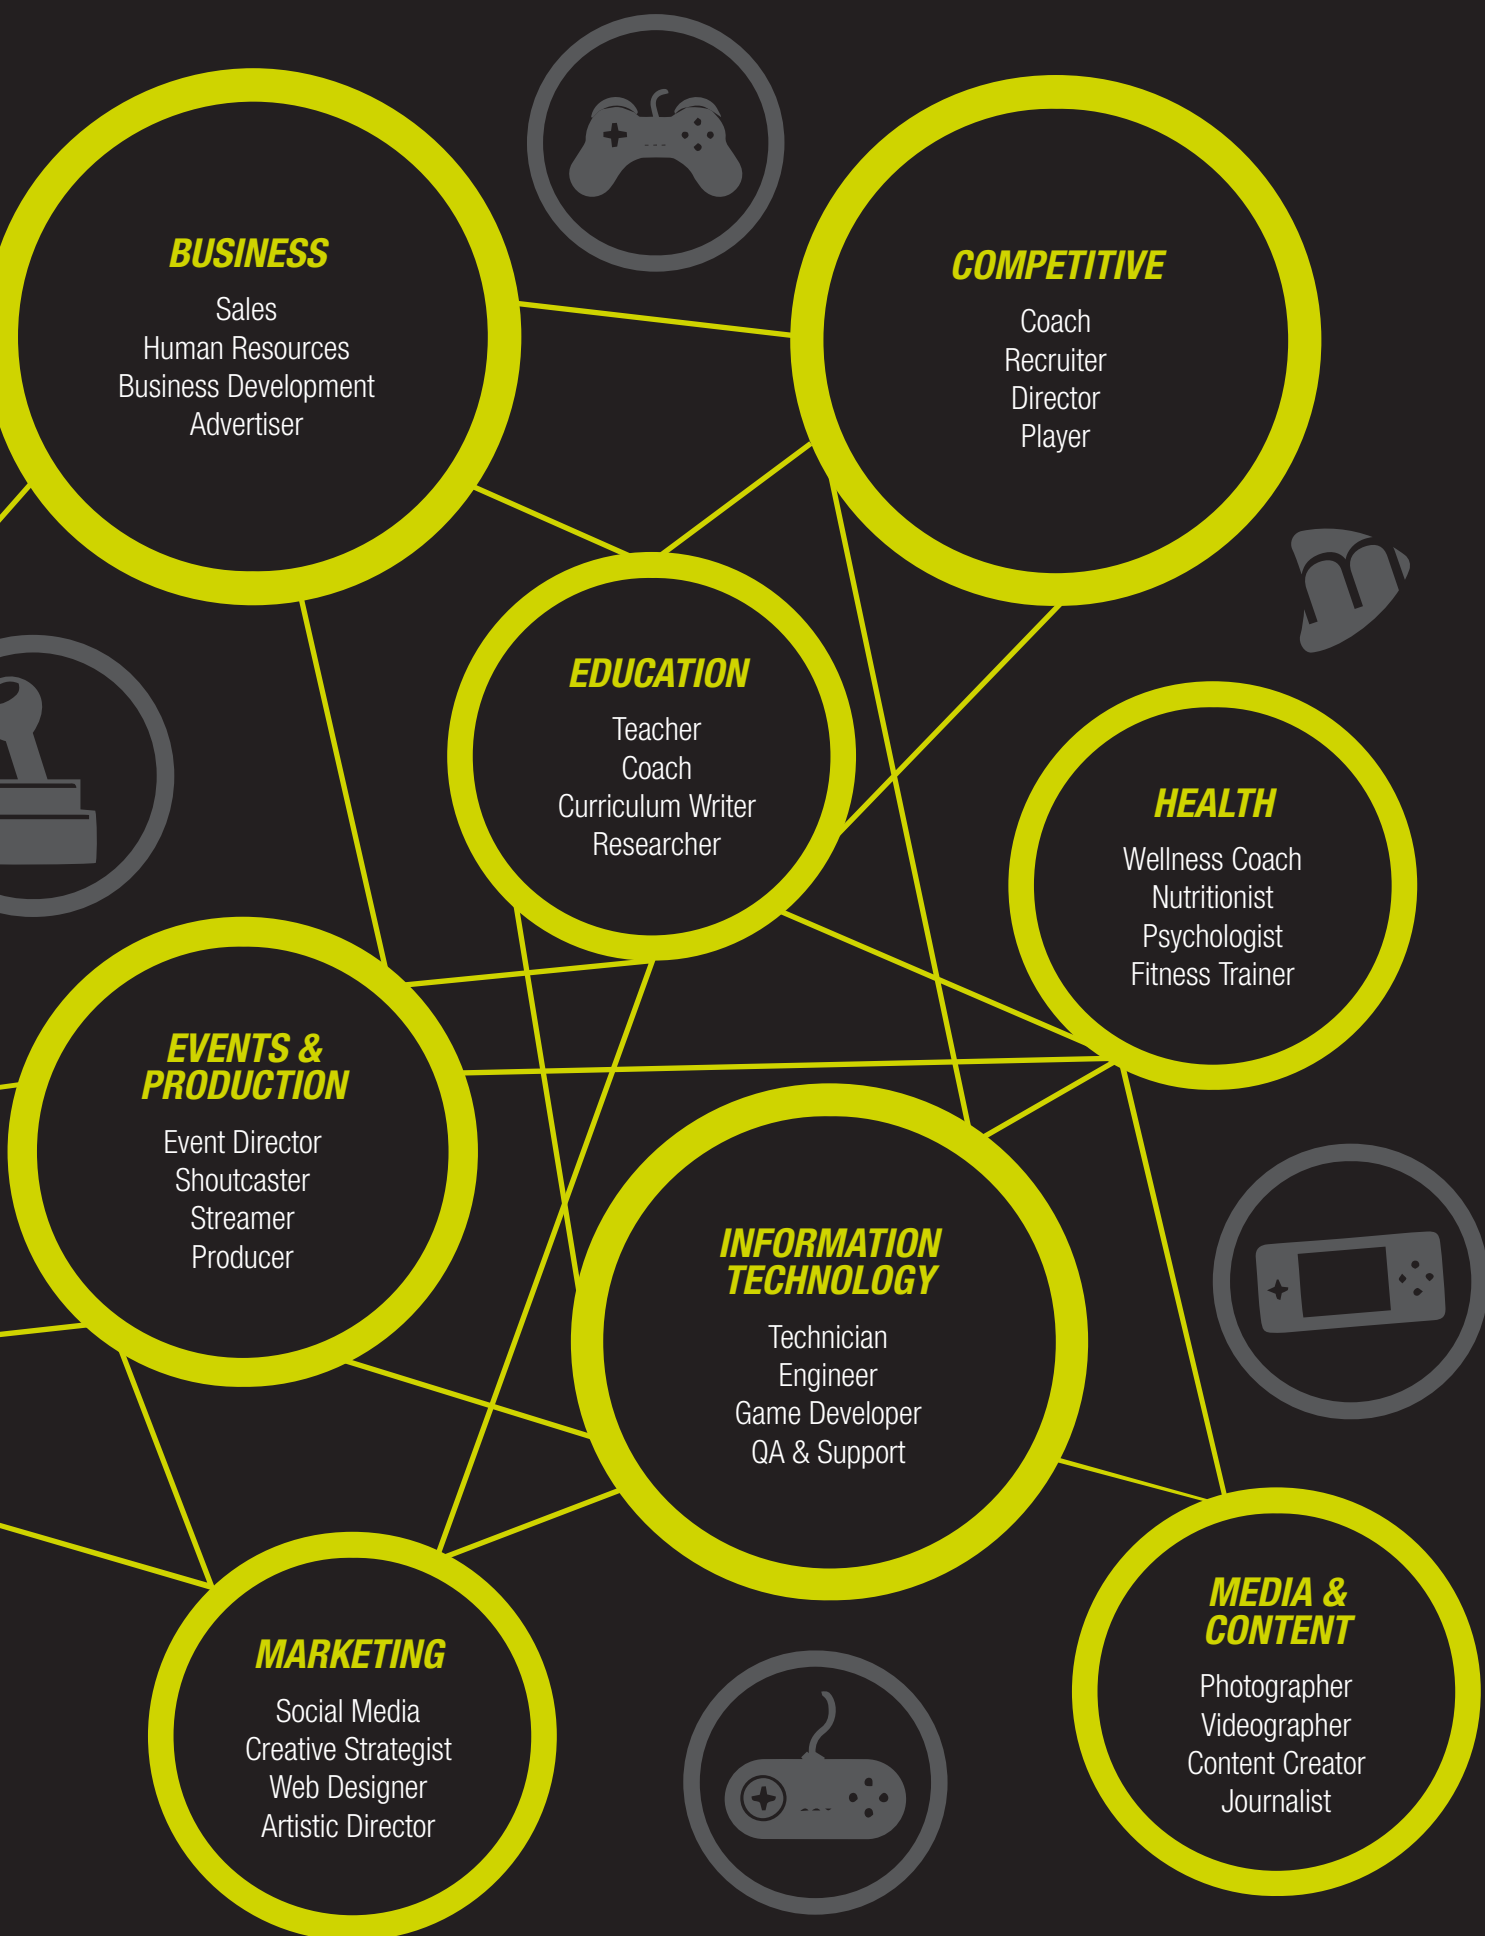 BUSINESS
Sales
Human Resources
Business Development
Advertiser
COMPETITIVE
Coach
Recruiter
Director
Player
EDUCATION
Teacher
Coach
Curriculum Writer
Researcher
HEALTH
Wellness Coach
Nutritionist
Psychologist
Fitness Trainer
EVENTS &
PRODUCTION
Event Director
Shoutcaster
Streamer
Producer
INFORMATION
TECHNOLOGY
Technician
Engineer
Game Developer
QA & Support
MARKETING
Social Media
Creative Strategist
Web Designer
Artistic Director
MEDIA &
CONTENT
Photographer
Videographer
Content Creator
Journalist